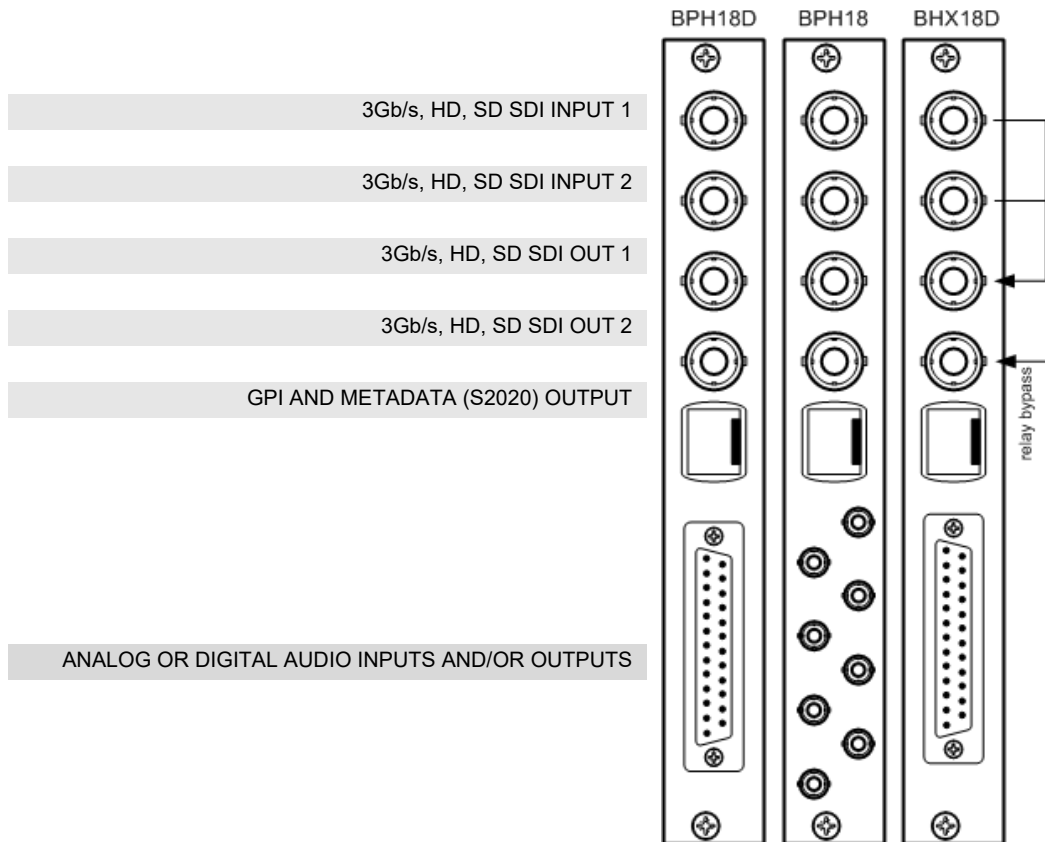 BPH18D BPH18 BHX18D
3Gb/s, HD, SD SDI INPUT 1
3Gb/s, HD, SD SDI INPUT 2
3Gb/s, HD, SD SDI OUT 1
3Gb/s, HD, SD SDI OUT 2
GPI AND METADATA (S2020) OUTPUT
relay bypass
ANALOG OR DIGITAL AUDIO INPUTS AND/OR OUTPUTS